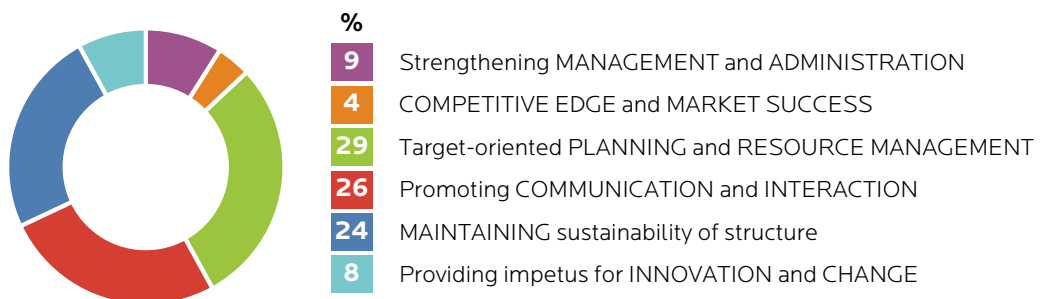 %
9 Strengthening MANAGEMENT and ADMINISTRATION
4 COMPETITIVE EDGE and MARKET SUCCESS
29 Target-oriented PLANNING and RESOURCE MANAGEMENT
26 Promoting COMMUNICATION and INTERACTION
24 MAINTAINING sustainability of structure
8 Providing impetus for INNOVATION and CHANGE